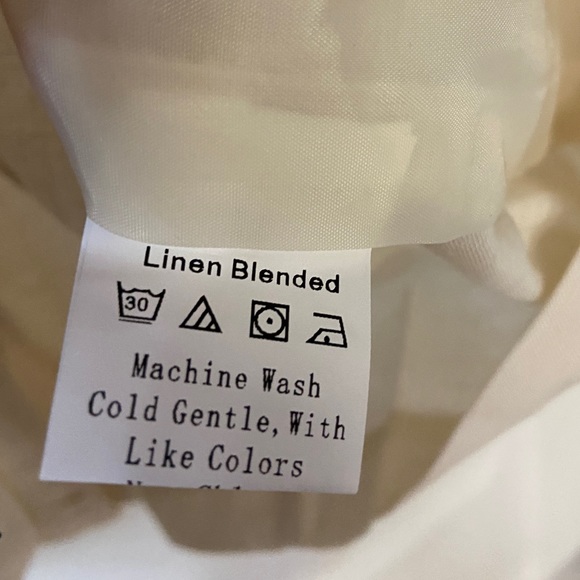 Linen Blended
30
Machine Wash
Cold Gentle, With
Like Colors